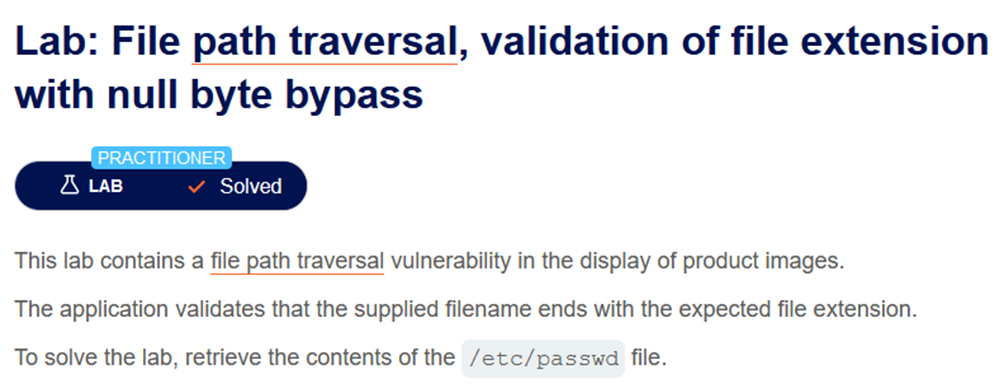 Lab: File path traversal, validation of file extension
with null byte bypass
PRACTITIONER
LAB Solved
This lab contains a file path traversal vulnerability in the display of product images.
The application validates that the supplied filename ends with the expected file extension.
To solve the lab, retrieve the contents of the /etc/passwd file.